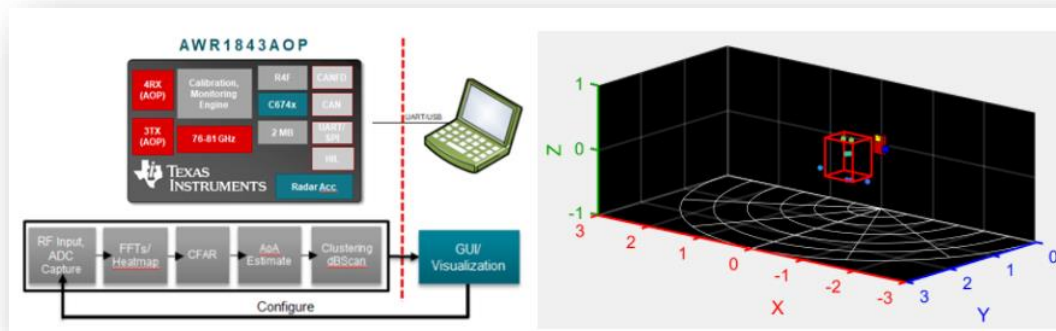 AWR1843AOP
4RX
(AOP)
Calibration,
Monitoring
Engine
R4F
CANFD
C674x
CAN
3TX
(AOP)
76-81 GHz
2 MB
UART/
SPI
HIL
TEXAS
INSTRUMENTS
Radar Acc
UART/USB
RF Input,
ADC
Capture
FFTs/
Heatmap
CFAR
AoA
Estimate
Clustering
dBScan
GUI/
Visualization
Configure
1
0
-1
Z
3
2
1
0
-1
-2
-3
X
3
2
1
0
Y